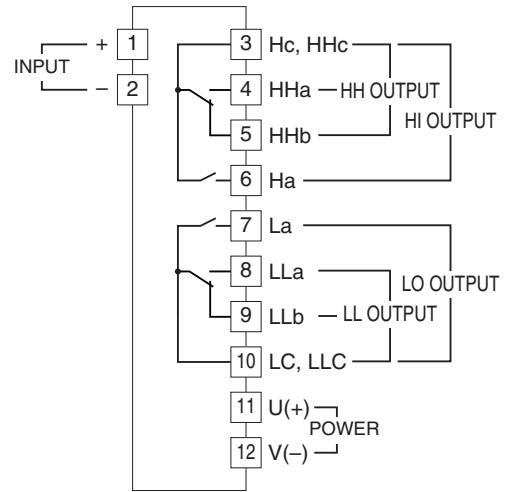 + 1
INPUT
– 2
3 Hc, HHc
4 HHa HH OUTPUT
HI OUTPUT
5 HHb
6 Ha
7 La
8 LLa
LO OUTPUT
9 LLb LL OUTPUT
10 LC, LLC
11 U(+)
POWER
12 V(–)